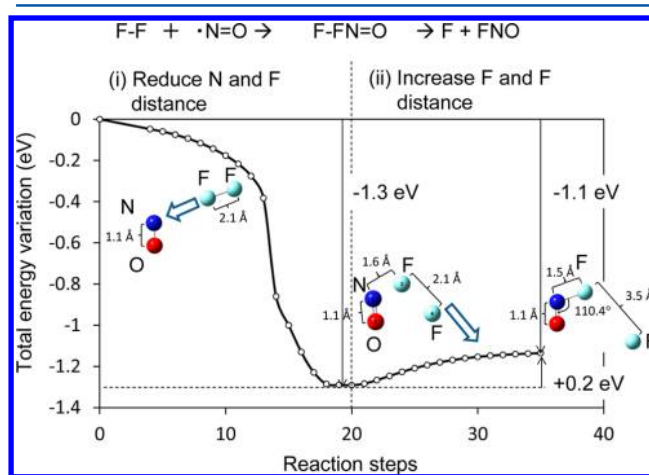 F-F + ·N=O → F-FN=O → F + FNO
(i) Reduce N and F
distance
(ii) Increase F and F
distance
Total energy variation (eV)
0
-0.2
-0.4
-0.6
-0.8
-1
-1.2
-1.4
0
10
20
30
40
Reaction steps
F
F
N
2.1 Å
1.1 Å
O
-1.3 eV
1.6 Å
F
N
2.1 Å
1.1 Å
O
F
-1.1 eV
1.5 Å
F
1.1 Å
110.4°
3.5 Å
F
+0.2 eV